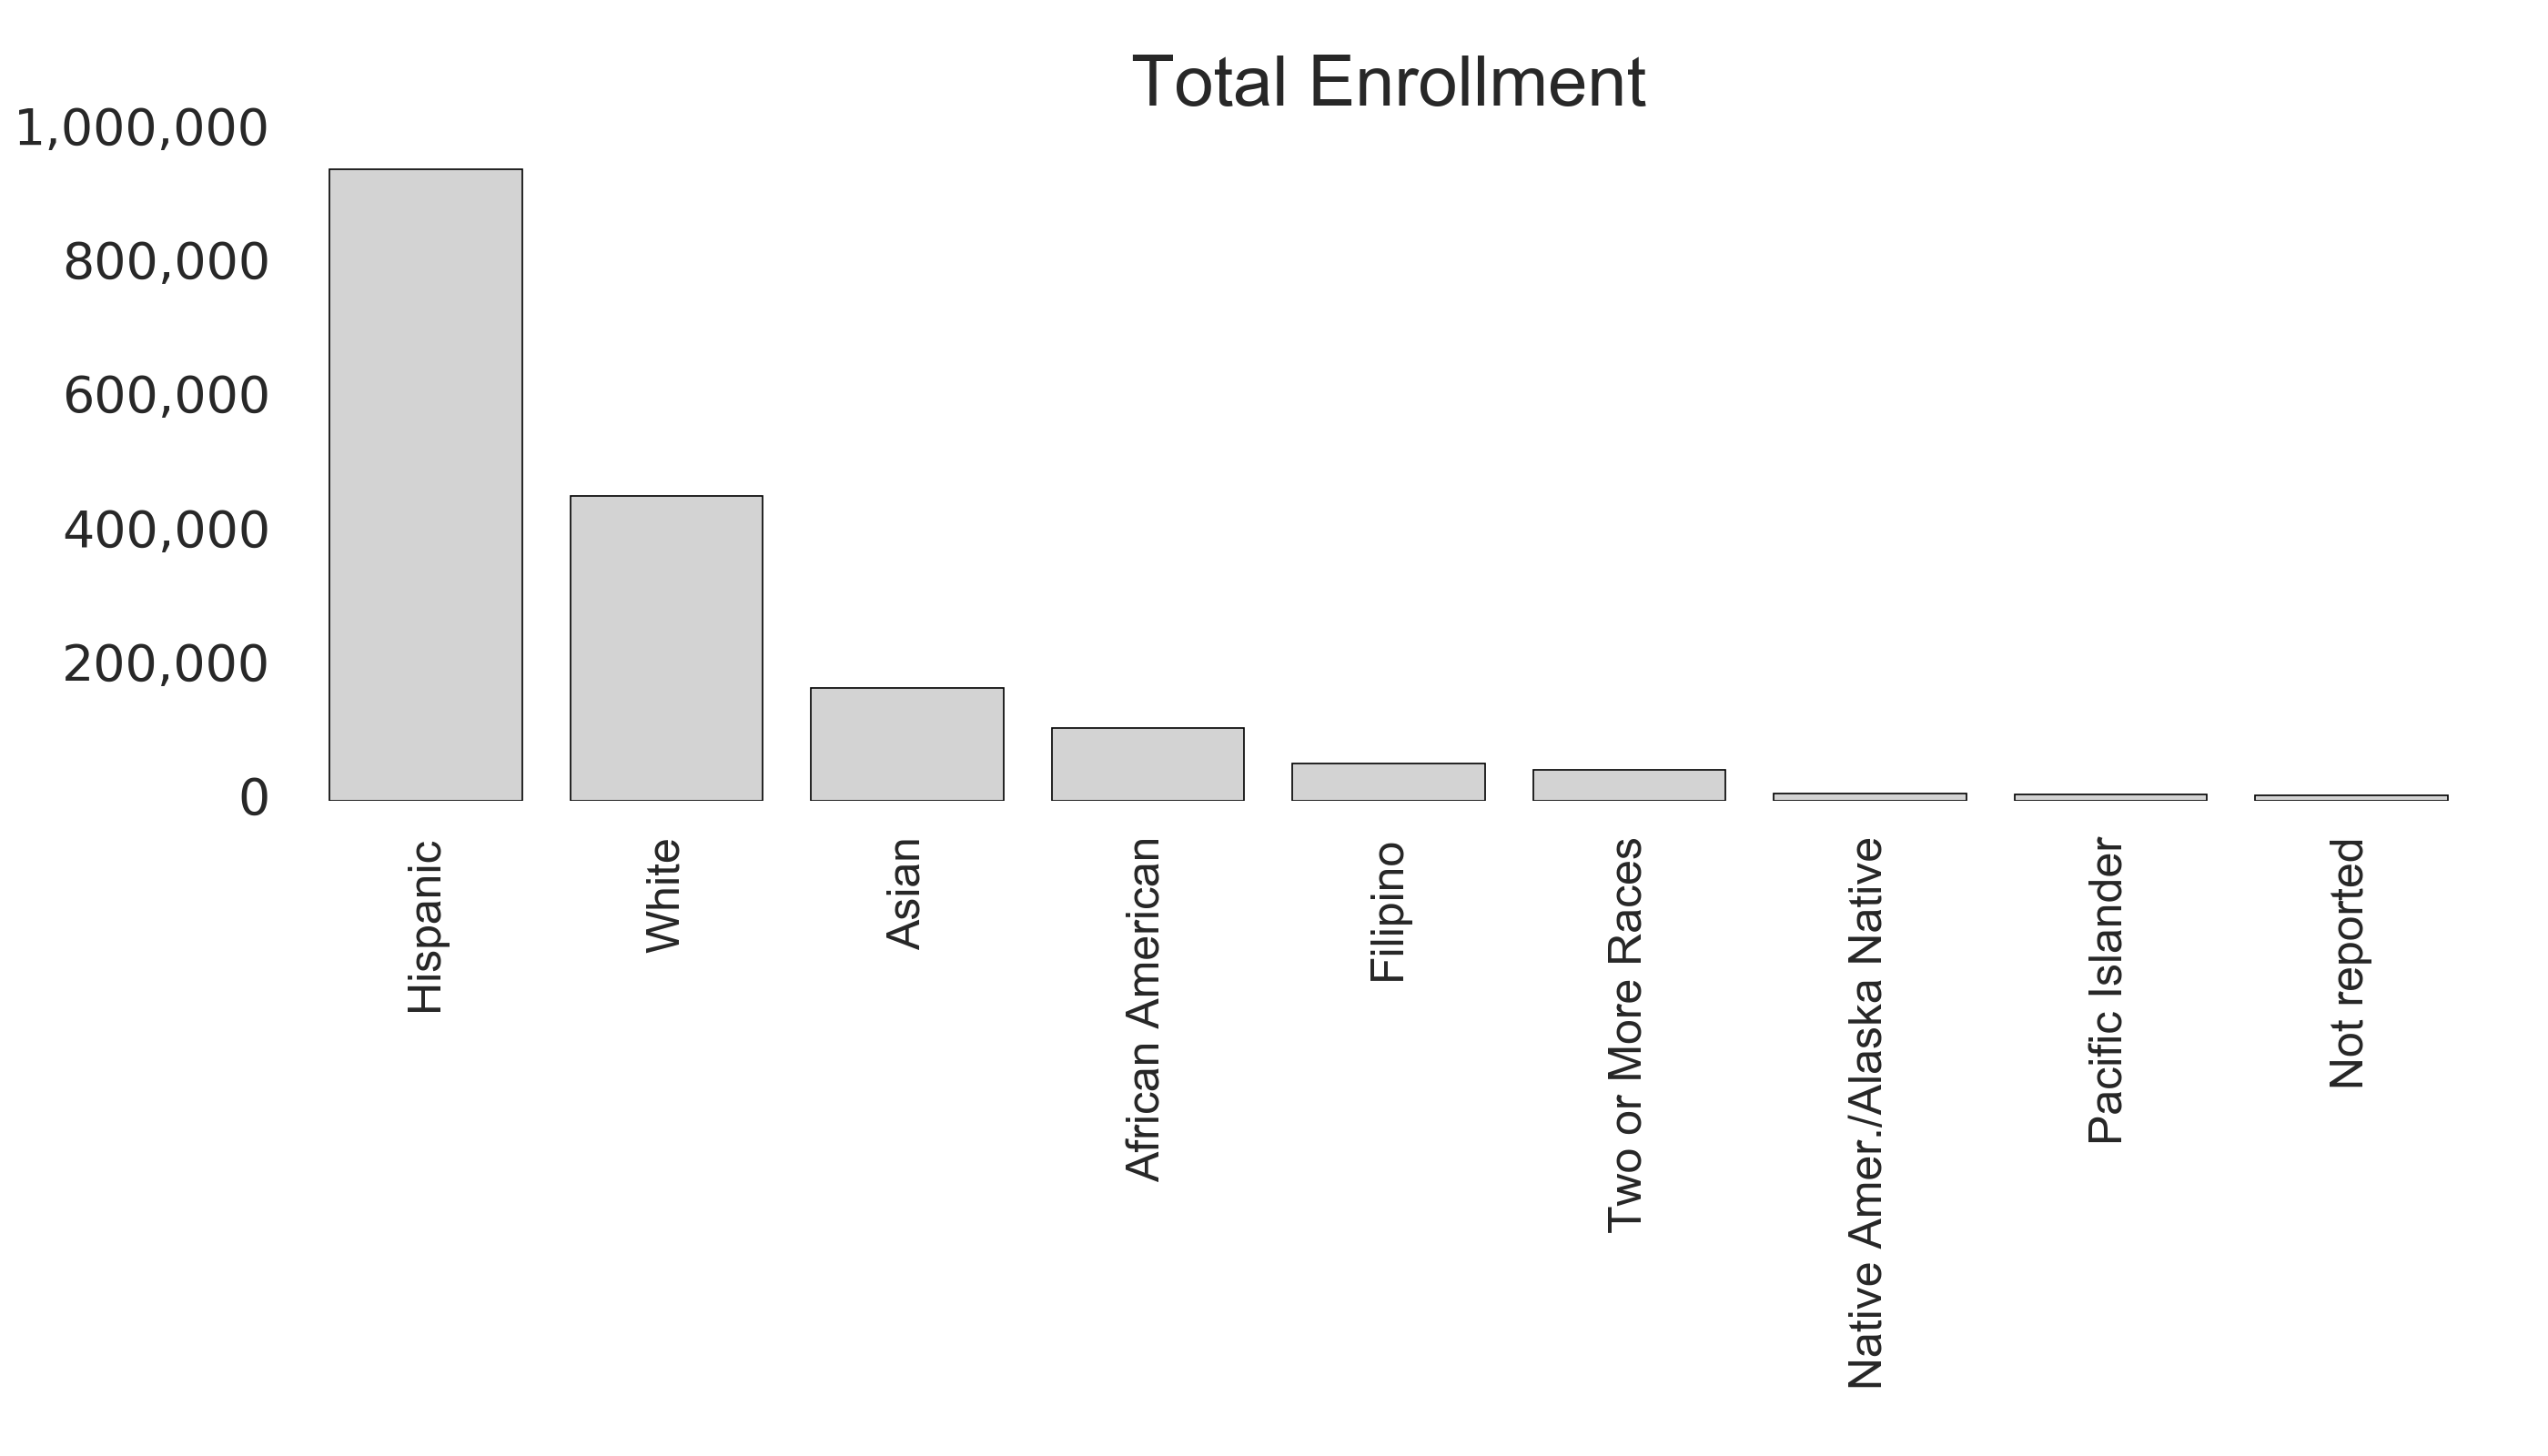 Total Enrollment
1,000,000
800,000
600,000
400,000
200,000
0
Hispanic
White
Asian
African American
Filipino
Two or More Races
Native Amer./Alaska Native
Pacific Islander
Not reported